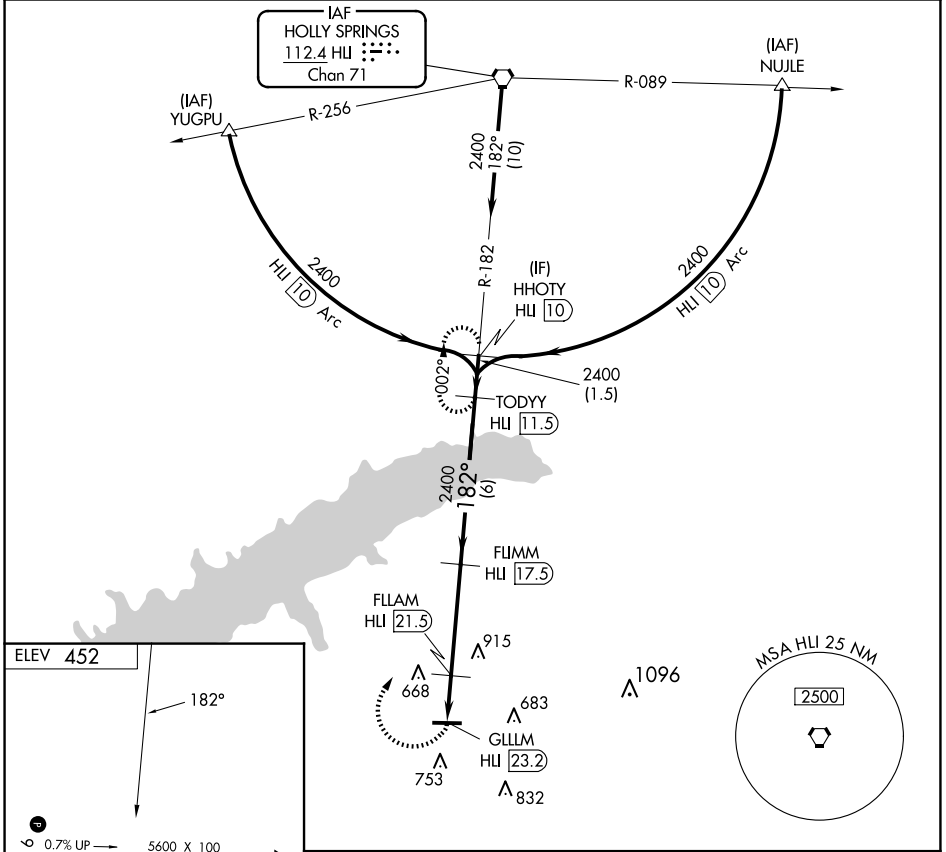 IAF
HOLLY SPRINGS
112.4 HLI
Chan 71
(IAF)
NUJLE
R-089
(IAF)
YUGPU
R-256
2400
182°
(10)
R-182
2400
HLI 10 Arc
2400
HLI 10 Arc
(IF)
HHOTY
HLI 10
002°
2400
(1.5)
TODYY
HLI 11.5
2400
182°
(6)
FLIMM
HLI 17.5
FLLAM
HLI 21.5
915
668
1096
683
GLLLM
HLI 23.2
753
832
MSA HLI 25 NM
2500
ELEV 452
182°
P
9
0.7% UP
5600 X 100